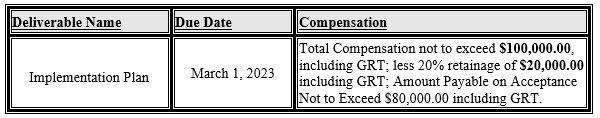 Deliverable Name Due Date Compensation
Total Compensation not to exceed $100,000.00,
including GRT; less 20% retainage of $20,000.00
Implementation Plan March 1, 2023 including GRT; Amount Payable on Acceptance
Not to Exceed $80,000.00 including GRT.